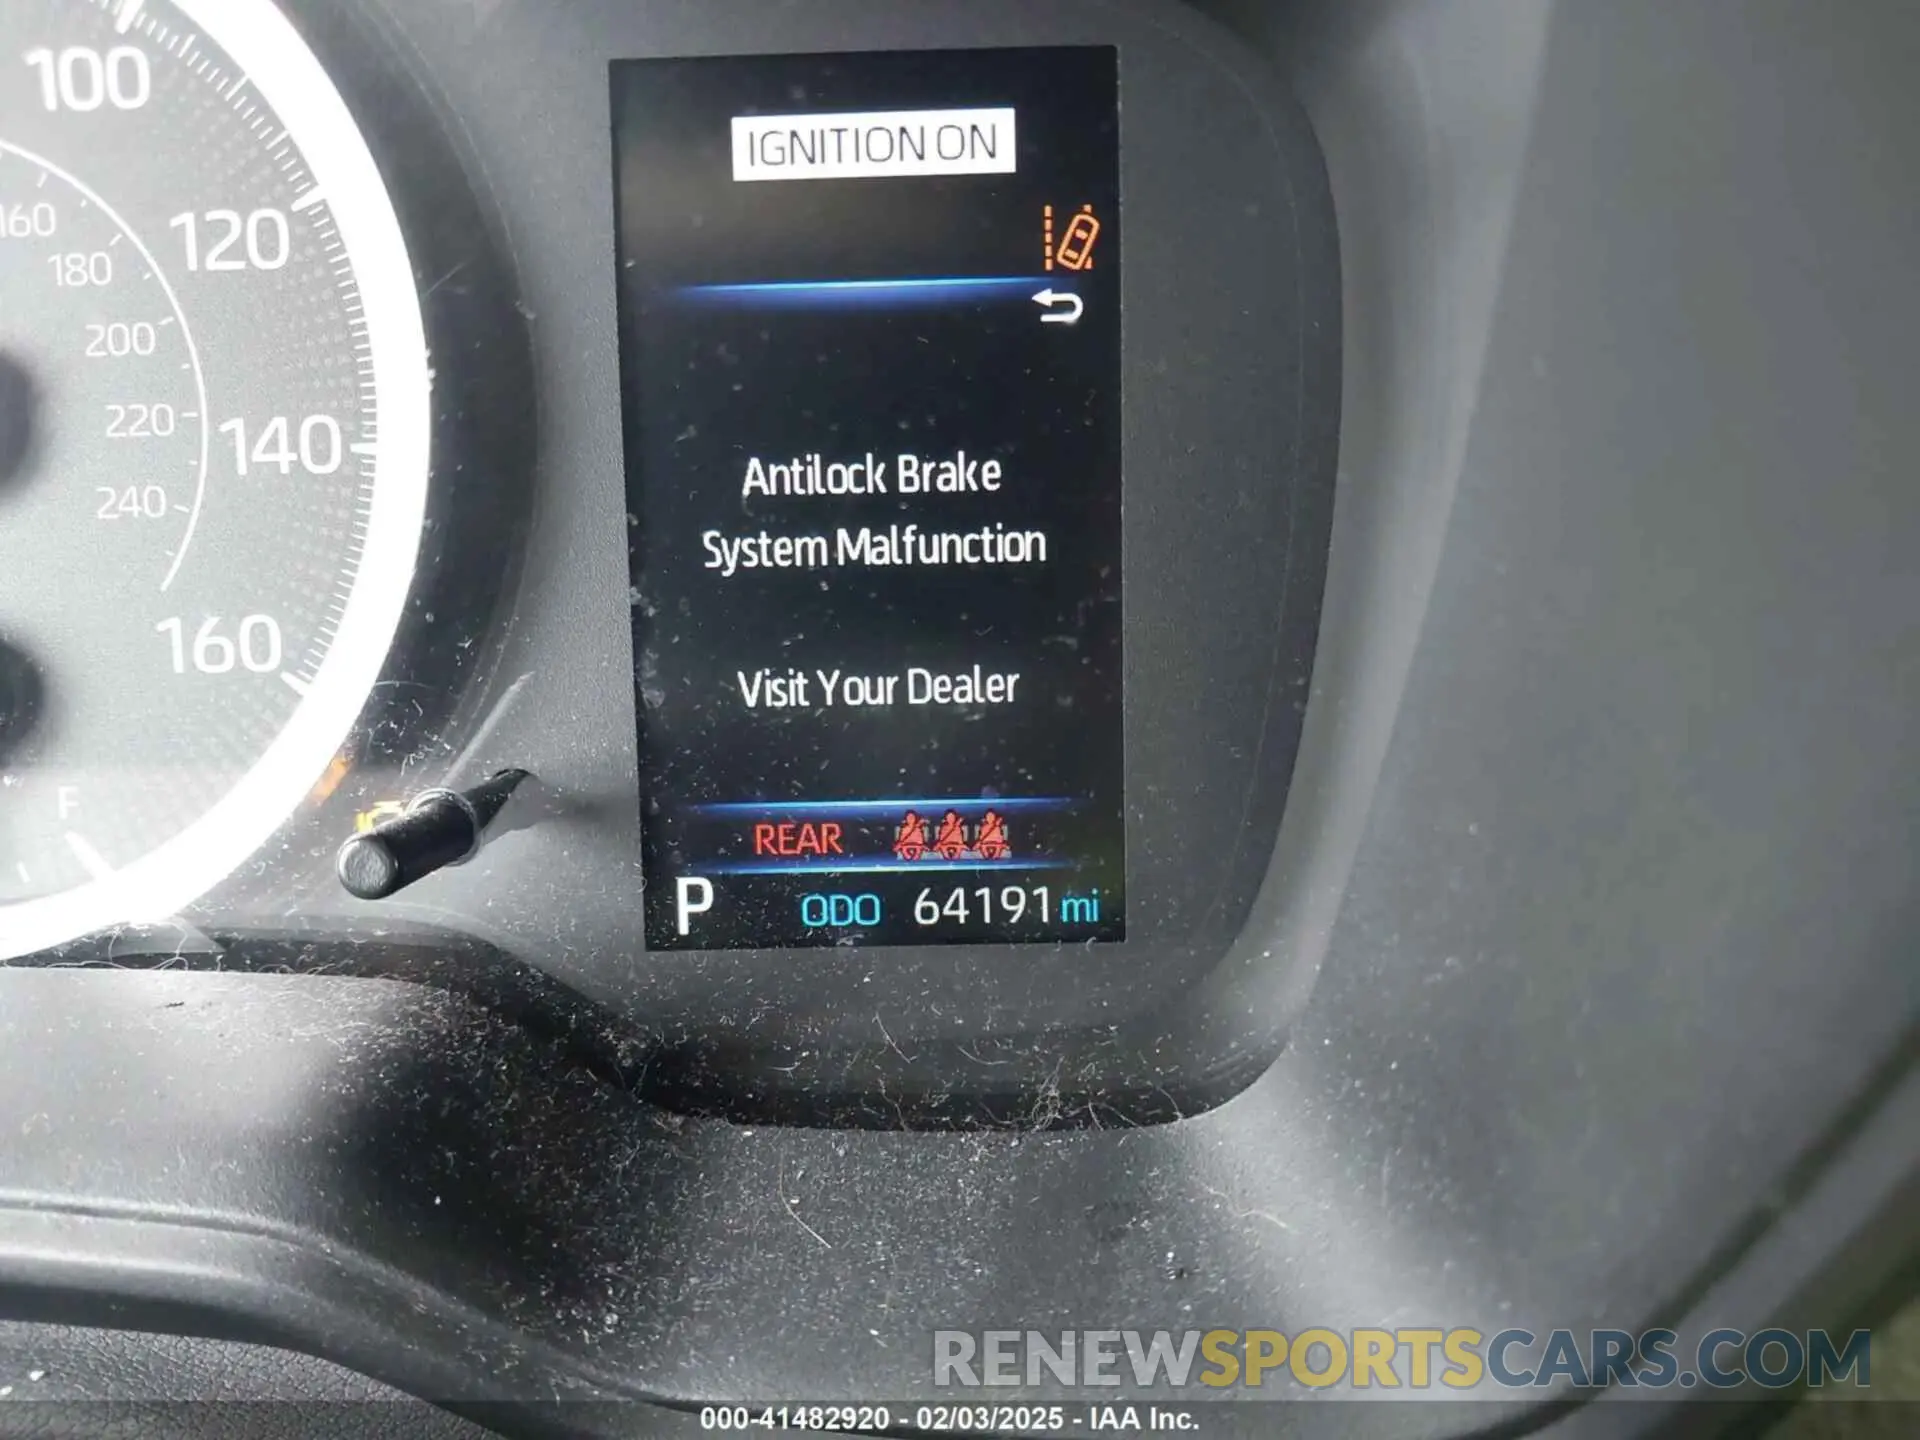 100
120
140
160
160
180
200
220
240
F
IGNITION ON
Antilock Brake
System Malfunction
Visit Your Dealer
REAR
P ODO 64191 mi
RENEWSPORTSCARS.COM
000-41482920 - 02/03/2025 - IAA Inc.